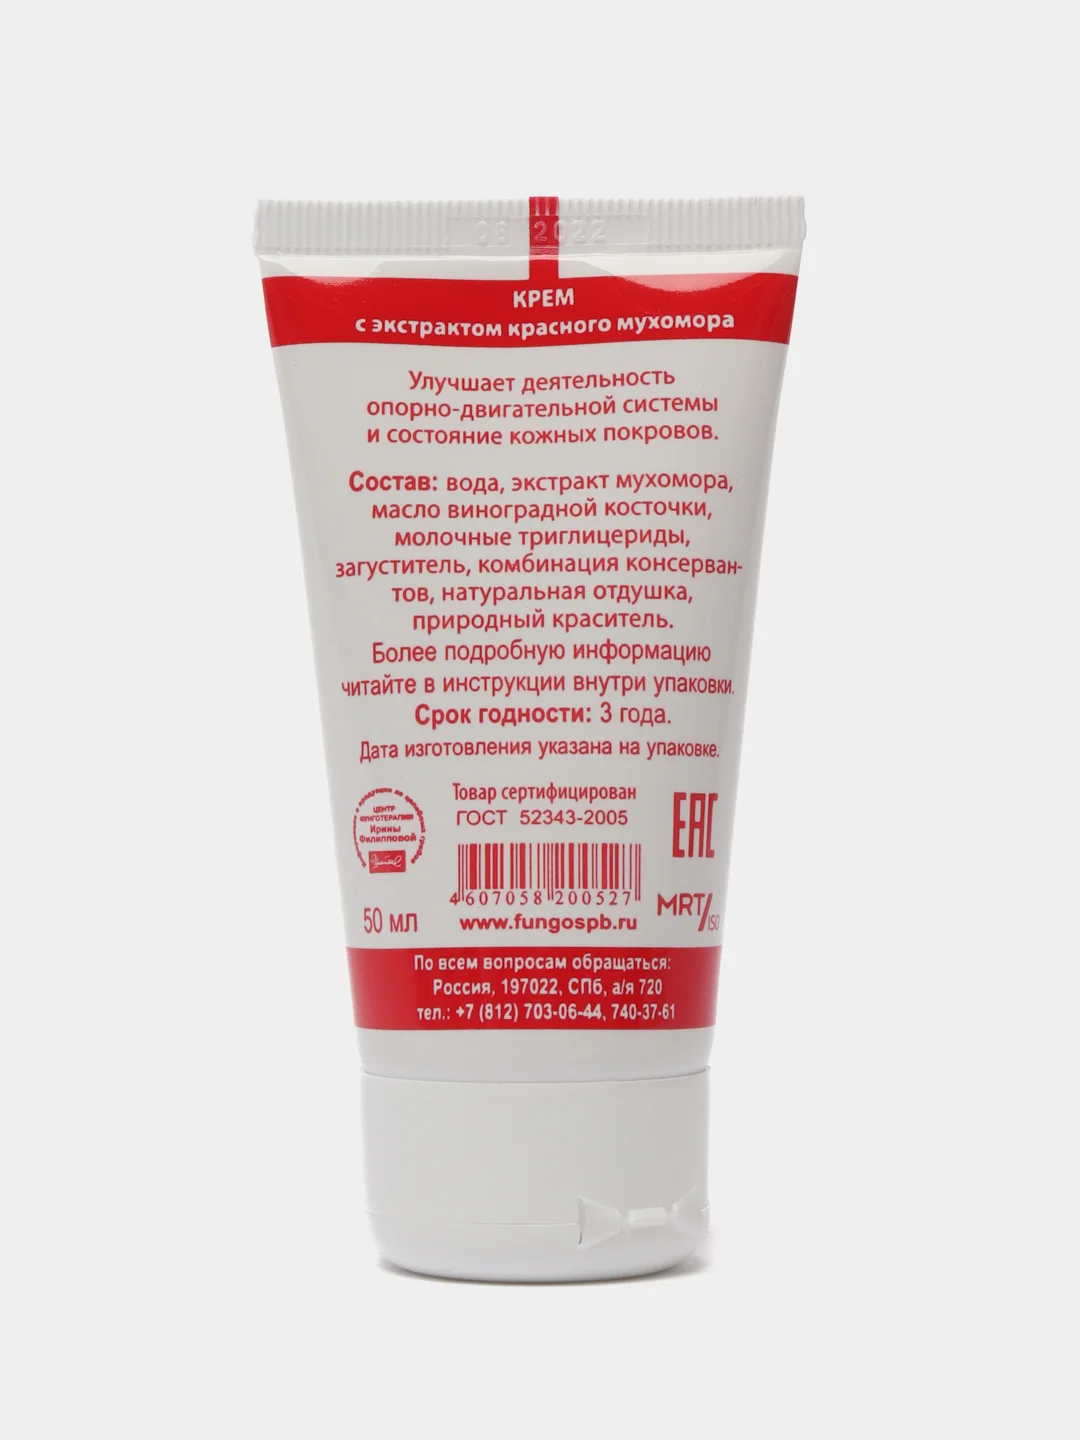 08 2022
КРЕМ
с экстрактом красного мухомора
Улучшает деятельность
опорно-двигательной системы
и состояние кожных покровов.
Состав: вода, экстракт мухомора,
масло виноградной косточки,
молочные триглицериды,
загуститель, комбинация консерван-
тов, натуральная отдушка,
природный краситель.
Более подробную информацию
читайте в инструкции внутри упаковки.
Срок годности: 3 года.
Дата изготовления указана на упаковке.
Товар сертифицирован
ГОСТ 52343-2005
ЦЕНТР
ФУНГОТЕРАПИИ
Ирины
Филипповой
EAC
4 607058 200527
www.fungospb.ru
MRT/ISO
50 мл
По всем вопросам обращаться:
Россия, 197022, СПб, а/я 720
тел.: +7 (812) 703-06-44, 740-37-61